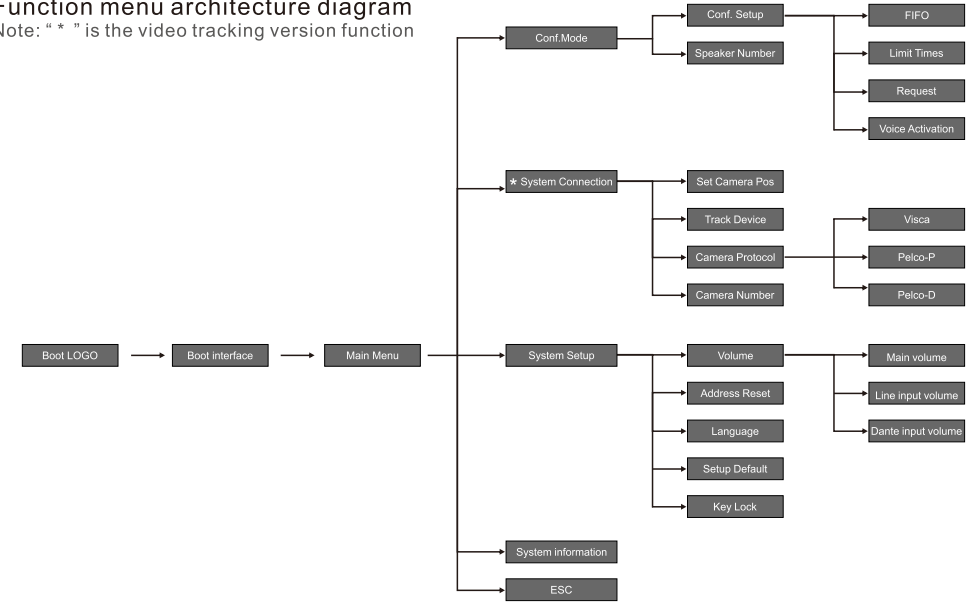 Function menu architecture diagram
Note: “ * ” is the video tracking version function
Conf.Mode
Conf. Setup
FIFO
Speaker Number
Limit Times
Request
Voice Activation
* System Connection
Set Camera Pos
Track Device
Visca
Camera Protocol
Pelco-P
Camera Number
Pelco-D
Boot LOGO
Boot interface
Main Menu
System Setup
Volume
Main volume
Address Reset
Line input volume
Language
Dante input volume
Setup Default
Key Lock
System information
ESC